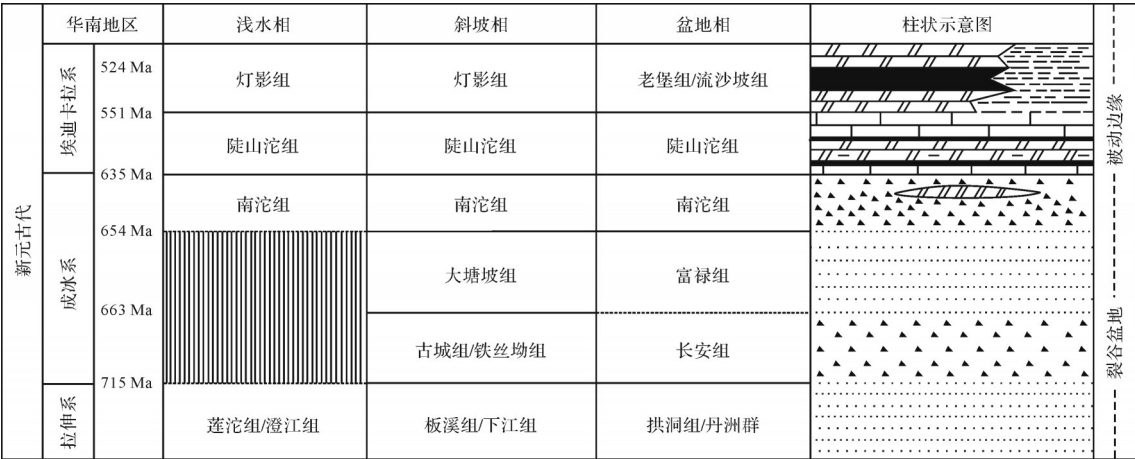 华南地区 浅水相 斜坡相 盆地相 柱状示意图
新元古代
埃迪卡拉系
524 Ma
灯影组 灯影组 老堡组/流沙坡组
551 Ma
陡山沱组 陡山沱组 陡山沱组
被动边缘
635 Ma
成冰系
南沱组 南沱组 南沱组
654 Ma
大塘坡组 富禄组
663 Ma
古城组/铁丝坳组 长安组
裂谷盆地
715 Ma
拉伸系
莲沱组/澄江组 板溪组/下江组 拱洞组/丹洲群